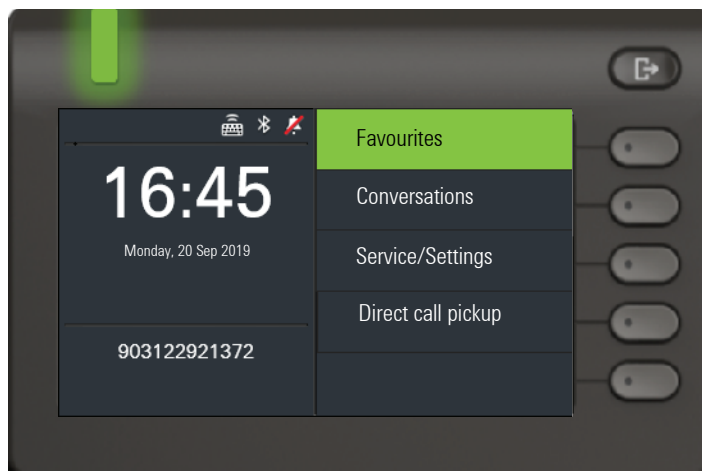 16:45
Monday, 20 Sep 2019
903122921372
Favourites
Conversations
Service/Settings
Direct call pickup